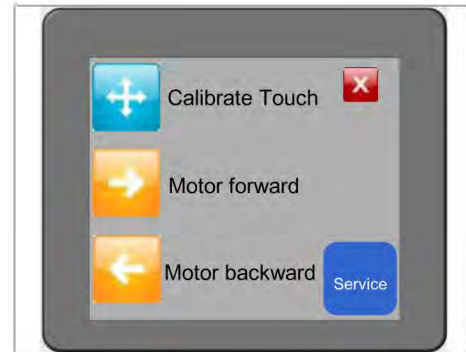 Calibrate Touch
X
Motor forward
Motor backward
Service